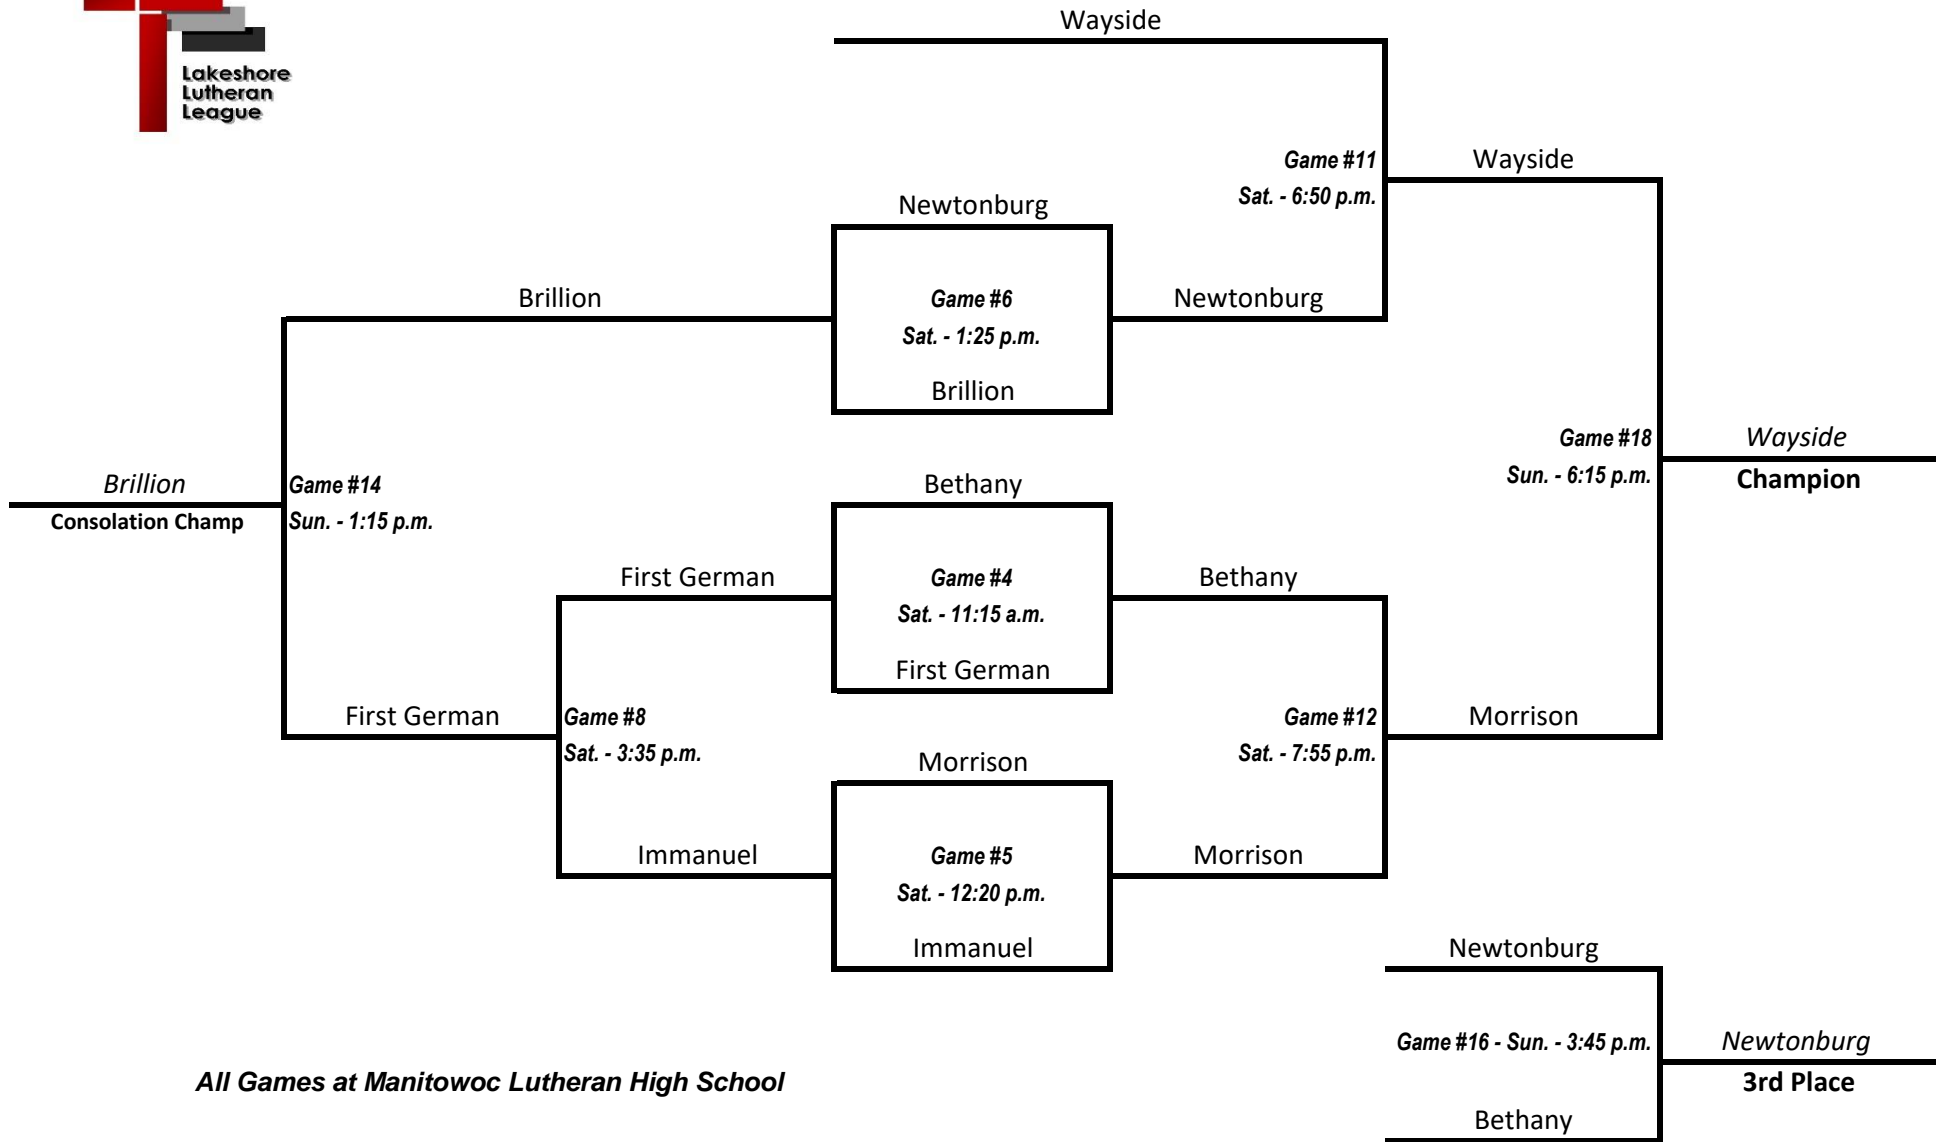 Wayside
Lakeshore
Lutheran
League
Game #11
Wayside
Sat. - 6:50 p.m.
Newtonburg
Brillion
Game #6
Newtonburg
Sat. - 1:25 p.m.
Brillion
Game #18
Wayside
Sun. - 6:15 p.m.
Champion
Brillion
Game #14
Bethany
Consolation Champ
Sun. - 1:15 p.m.
First German
Game #4
Bethany
Sat. - 11:15 a.m.
First German
First German
Game #8
Game #12
Morrison
Sat. - 3:35 p.m.
Sat. - 7:55 p.m.
Morrison
Immanuel
Game #5
Morrison
Sat. - 12:20 p.m.
Immanuel
Newtonburg
Game #16 - Sun. - 3:45 p.m.
Newtonburg
3rd Place
All Games at Manitowoc Lutheran High School
Bethany